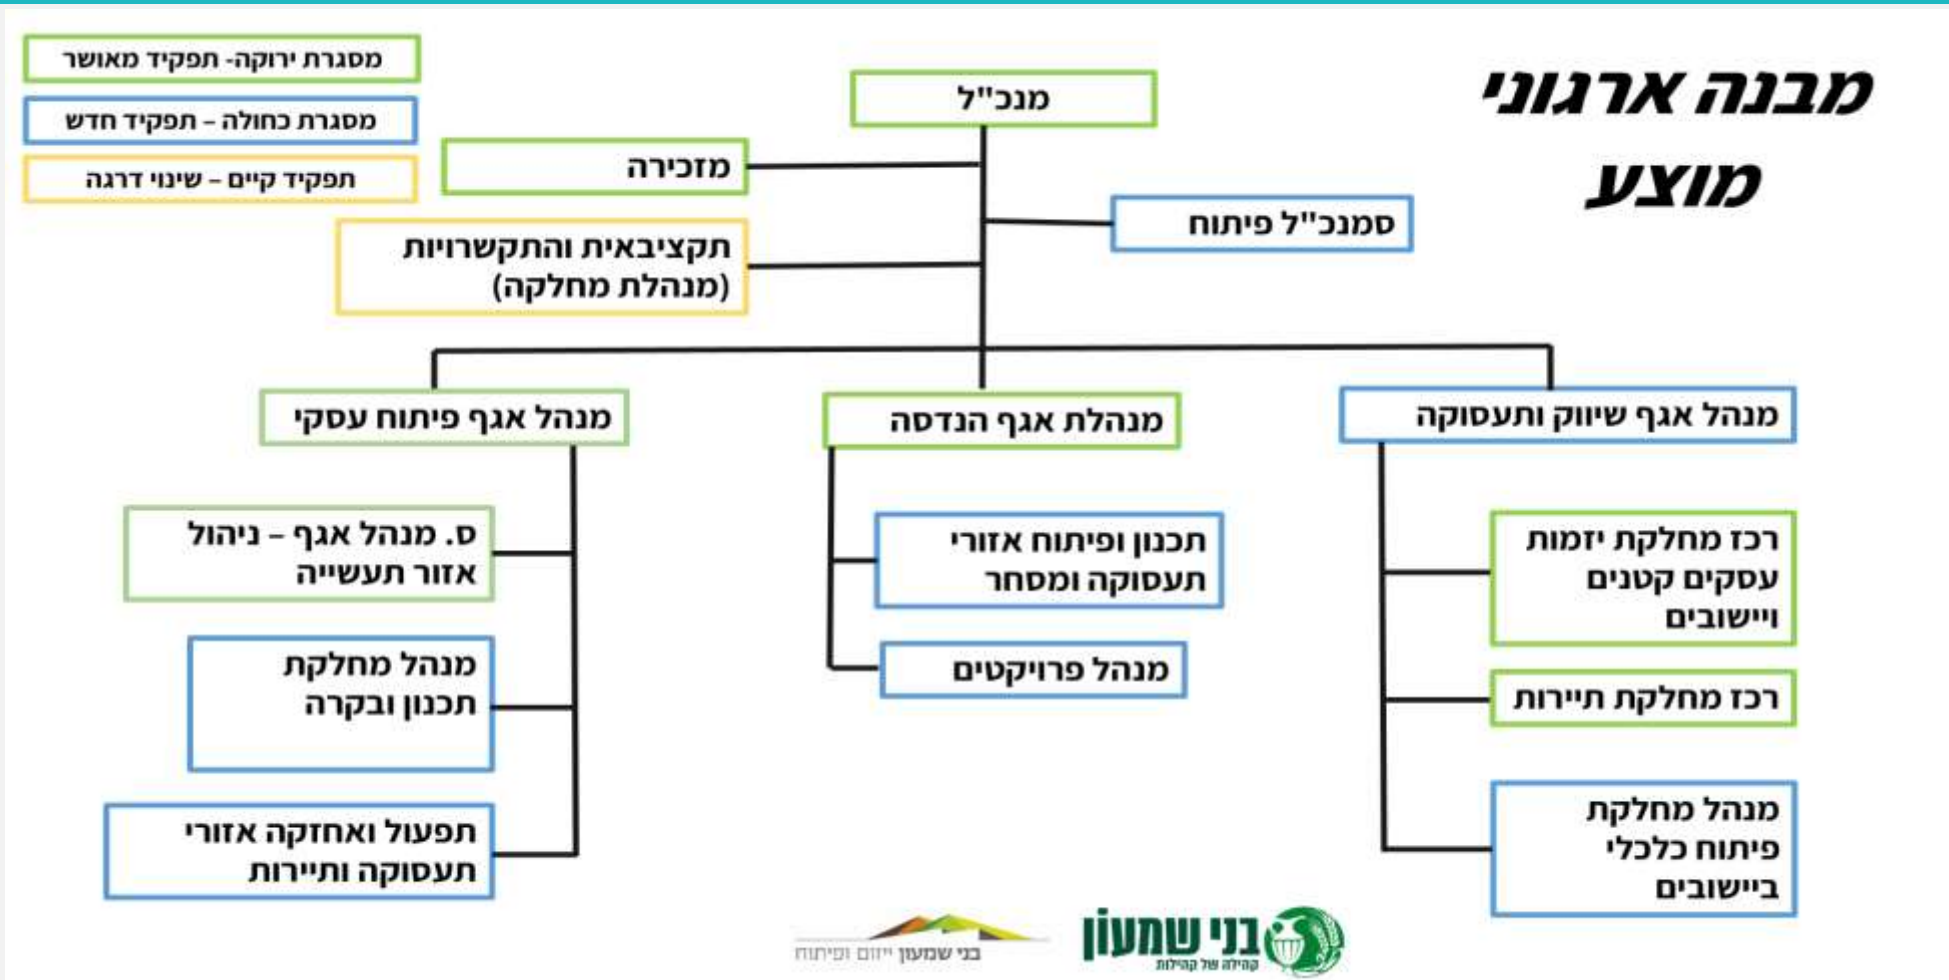 מבנה ארגוני
מוצע
מסגרת ירוקה- תפקיד מאושר
מסגרת כחולה – תפקיד חדש
תפקיד קיים – שינוי דרגה
מנכ"ל
מזכירה
סמנכ"ל פיתוח
תקציבאית והתקשרויות
(מנהלת מחלקה)
מנהל אגף שיווק ותעסוקה
רכז מחלקת יזמות
עסקים קטנים
ויישובים
רכז מחלקת תיירות
מנהל מחלקת
פיתוח כלכלי
ביישובים
מנהלת אגף הנדסה
תכנון ופיתוח אזורי
תעסוקה ומסחר
מנהל פרויקטים
מנהל אגף פיתוח עסקי
ס. מנהל אגף – ניהול
אזור תעשייה
מנהל מחלקת
תכנון ובקרה
תפעול ואחזקה אזורי
תעסוקה ותיירות
בני שמעון
קהילה של קהילות
בני שמעון ייזום ופיתוח